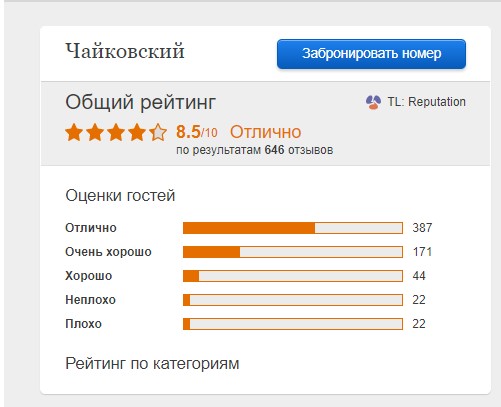 Чайковский
Забронировать номер
Общий рейтинг
TL: Reputation
8.5/10 Отлично
по результатам 646 отзывов
Оценки гостей
Отлично 387
Очень хорошо 171
Хорошо 44
Неплохо 22
Плохо 22
Рейтинг по категориям